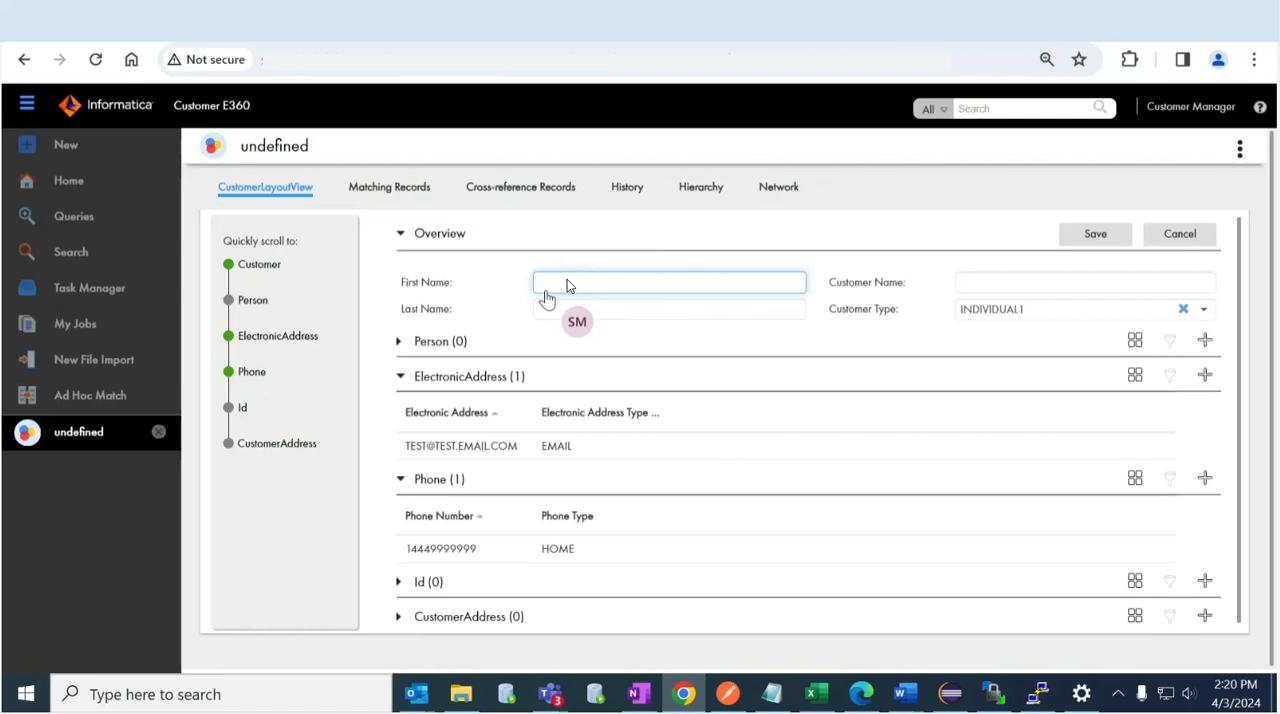 Not secure
Informatica
Customer E360
All
Search
Customer Manager
New
Home
Queries
Search
Task Manager
My Jobs
New File Import
Ad Hoc Match
undefined
undefined
CustomerLayoutView
Matching Records
Cross-reference Records
History
Hierarchy
Network
Quickly scroll to:
Customer
Person
ElectronicAddress
Phone
Id
CustomerAddress
Overview
Save
Cancel
First Name:
Customer Name:
Last Name:
Customer Type:
INDIVIDUAL1
SM
Person (0)
ElectronicAddress (1)
Electronic Address
Electronic Address Type ...
TEST@TEST.EMAIL.COM
EMAIL
Phone (1)
Phone Number
Phone Type
14449999999
HOME
Id (0)
CustomerAddress (0)
Type here to search
3
2:20 PM
4/3/2024